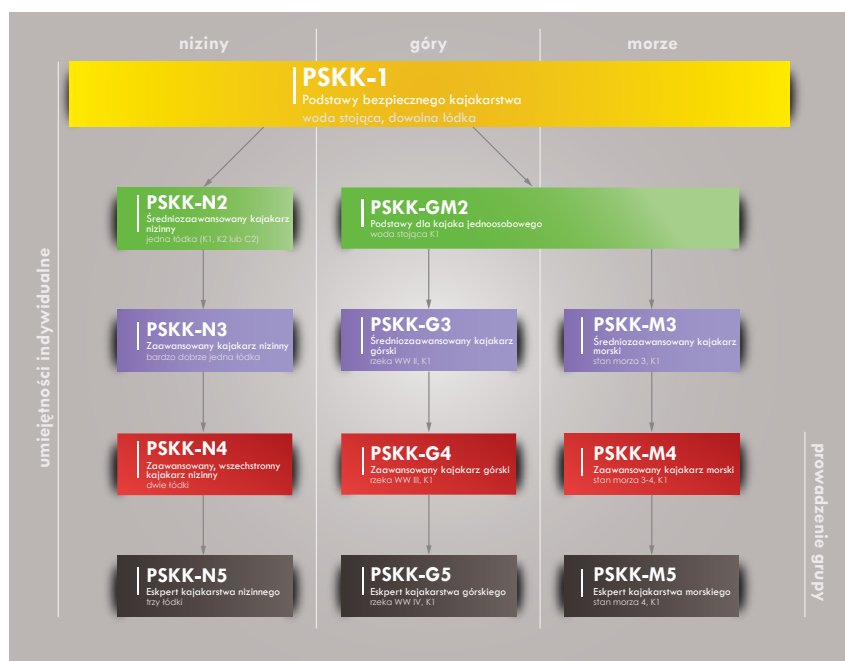 niziny
góry
morze
PSKK-1
Podstawy bezpiecznego kajakarstwa
woda stojąca, dowolna łódka
umiejętności indywidualne
PSKK-N2
Średniozaawansowany kajakarz
nizinny
jedna łódka (K1, K2 lub C2)
PSKK-GM2
Podstawy dla kajaka jednoosobowego
woda stojąca K1
PSKK-N3
Zaawansowany kajakarz nizinny
bardzo dobrze jedna łódka
PSKK-G3
Średniozaawansowany kajakarz
górski
rzeka WW II, K1
PSKK-M3
Średniozaawansowany kajakarz
morski
stan morza 3, K1
PSKK-N4
Zaawansowany, wszechstronny
kajakarz nizinny
dwie łódki
PSKK-G4
Zaawansowany kajakarz górski
rzeka WW III, K1
PSKK-M4
Zaawansowany kajakarz morski
stan morza 3-4, K1
prowadzenie grupy
PSKK-N5
Eskpert kajakarstwa nizinnego
trzy łódki
PSKK-G5
Eskpert kajakarstwa górskiego
rzeka WW IV, K1
PSKK-M5
Eskpert kajakarstwa morskiego
stan morza 4, K1